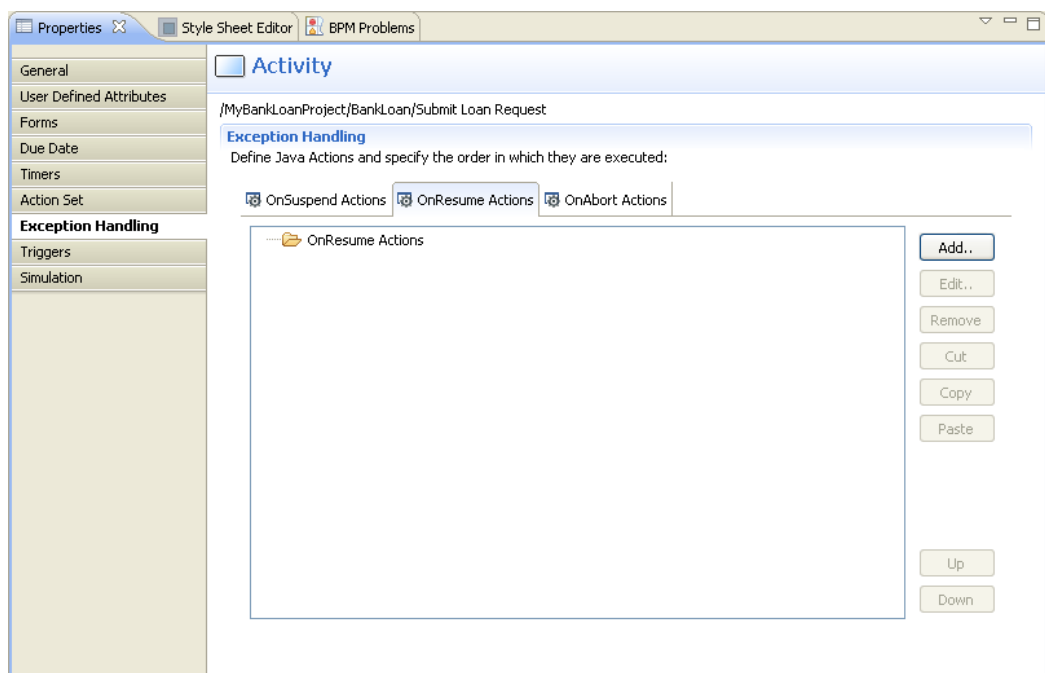 Properties
Style Sheet Editor
BPM Problems
General
User Defined Attributes
Forms
Due Date
Timers
Action Set
Exception Handling
Triggers
Simulation
Activity
/MyBankLoanProject/BankLoan/Submit Loan Request
Exception Handling
Define Java Actions and specify the order in which they are executed:
OnSuspend Actions
OnResume Actions
OnAbort Actions
OnResume Actions
Add..
Edit..
Remove
Cut
Copy
Paste
Up
Down